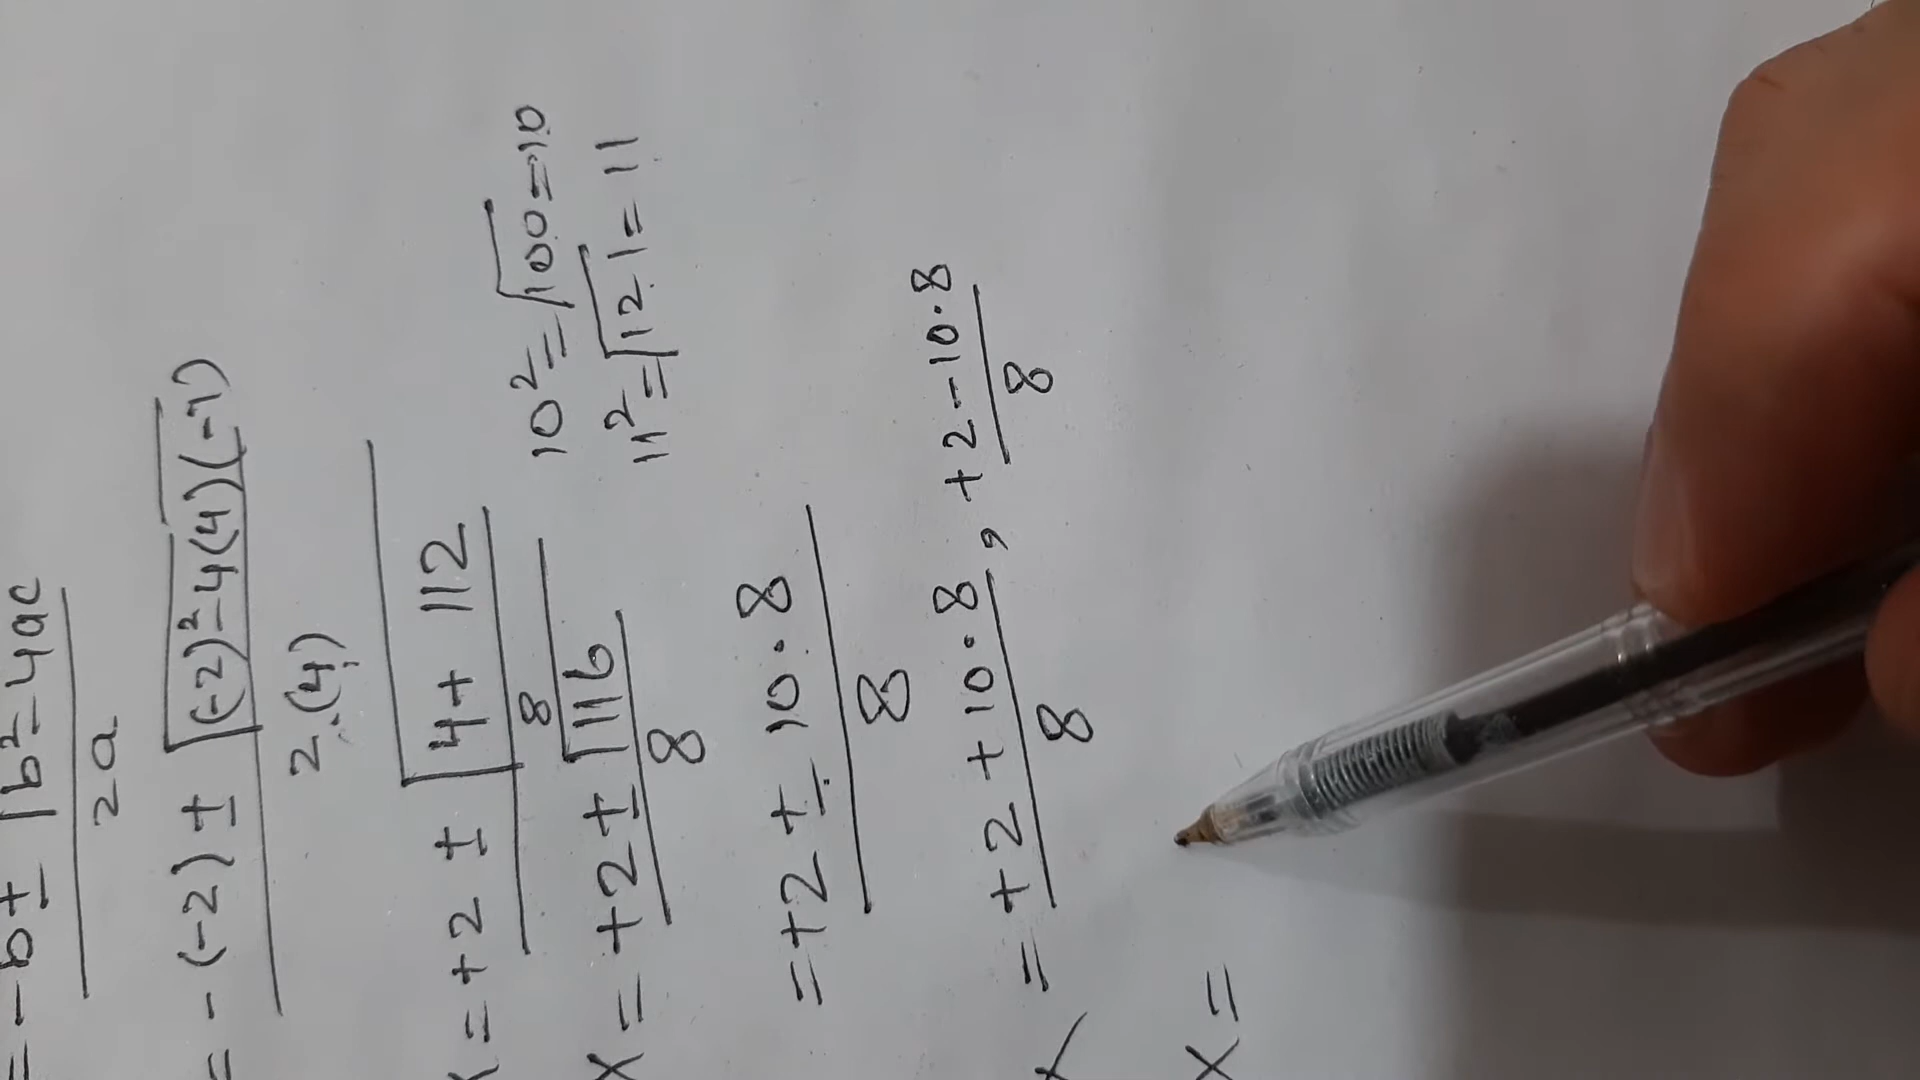 = -b ± √b²-4ac
2a
= -(-2) ± √(-2)²-4(4)(-7)
2.(4)
x = +2 ± √4+112
8
10² = √100 = 10
11² = √121 = 11
x = +2 ± √116
8
= +2 ± 10.8
8
x = +2 + 10.8 , +2 - 10.8
8 8
x =